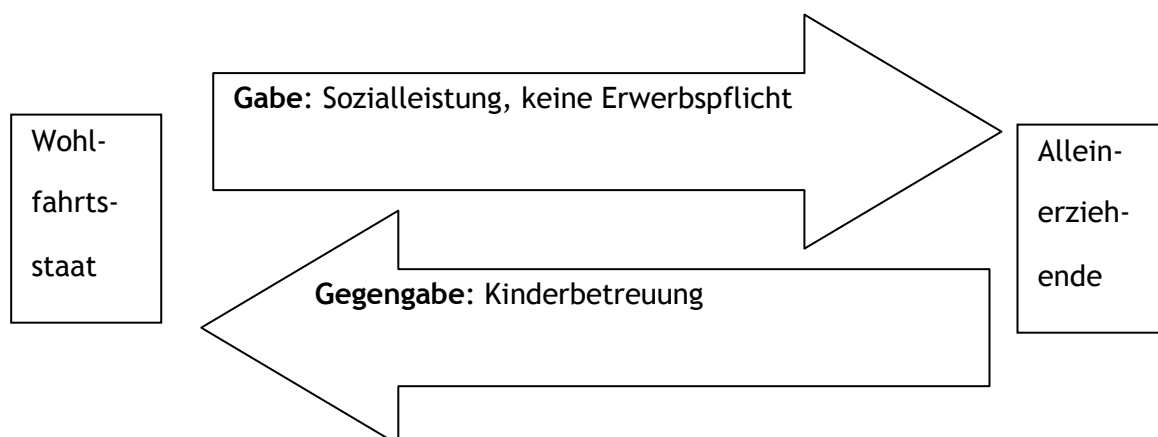 Gabe: Sozialleistung, keine Erwerbspflicht
Wohl-
fahrts-
staat
Allein-
erzieh-
ende
Gegengabe: Kinderbetreuung